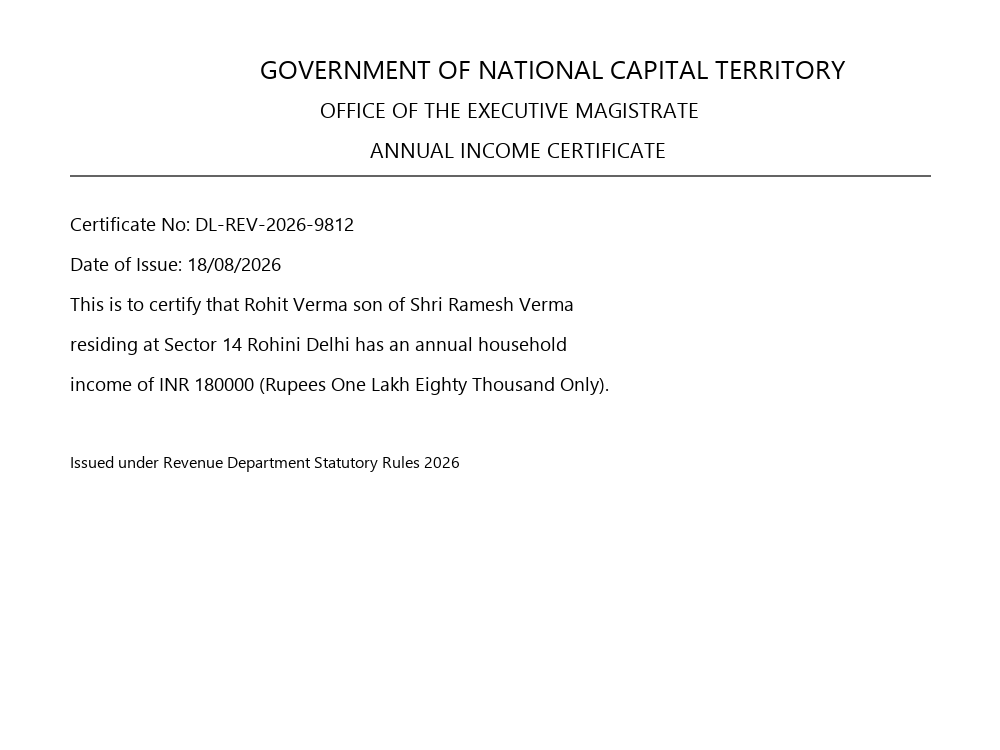 GOVERNMENT OF NATIONAL CAPITAL TERRITORY
OFFICE OF THE EXECUTIVE MAGISTRATE
ANNUAL INCOME CERTIFICATE
Certificate No: DL-REV-2026-9812
Date of Issue: 18/08/2026
This is to certify that Rohit Verma son of Shri Ramesh Verma
residing at Sector 14 Rohini Delhi has an annual household
income of INR 180000 (Rupees One Lakh Eighty Thousand Only).
Issued under Revenue Department Statutory Rules 2026